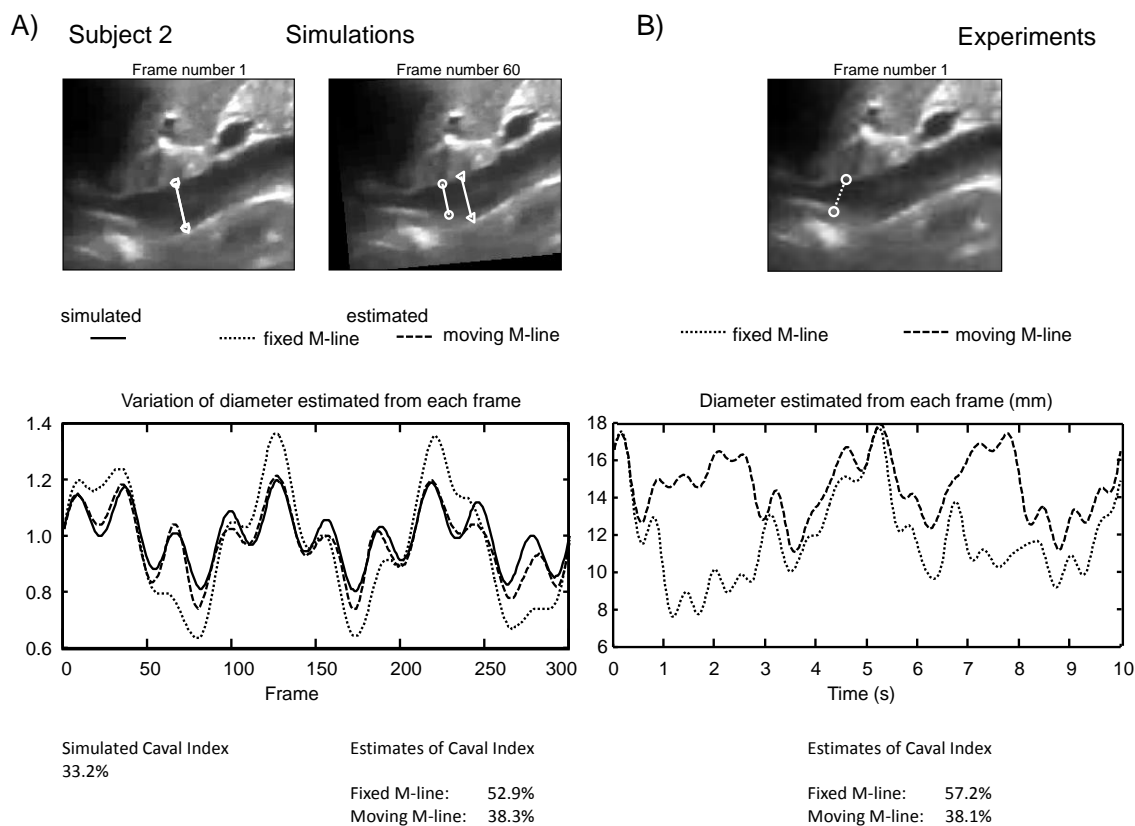 A)
Subject 2
Simulations
Frame number 1
Frame number 60
simulated
estimated
fixed M-line
moving M-line
Variation of diameter estimated from each frame
1.4
1.2
1.0
0.8
0.6
0 50 100 150 200 250 300
Frame
Simulated Caval Index
33.2%
Estimates of Caval Index
Fixed M-line: 52.9%
Moving M-line: 38.3%
B)
Experiments
Frame number 1
fixed M-line
moving M-line
Diameter estimated from each frame (mm)
18
16
14
12
10
8
6
0 1 2 3 4 5 6 7 8 9 10
Time (s)
Estimates of Caval Index
Fixed M-line: 57.2%
Moving M-line: 38.1%